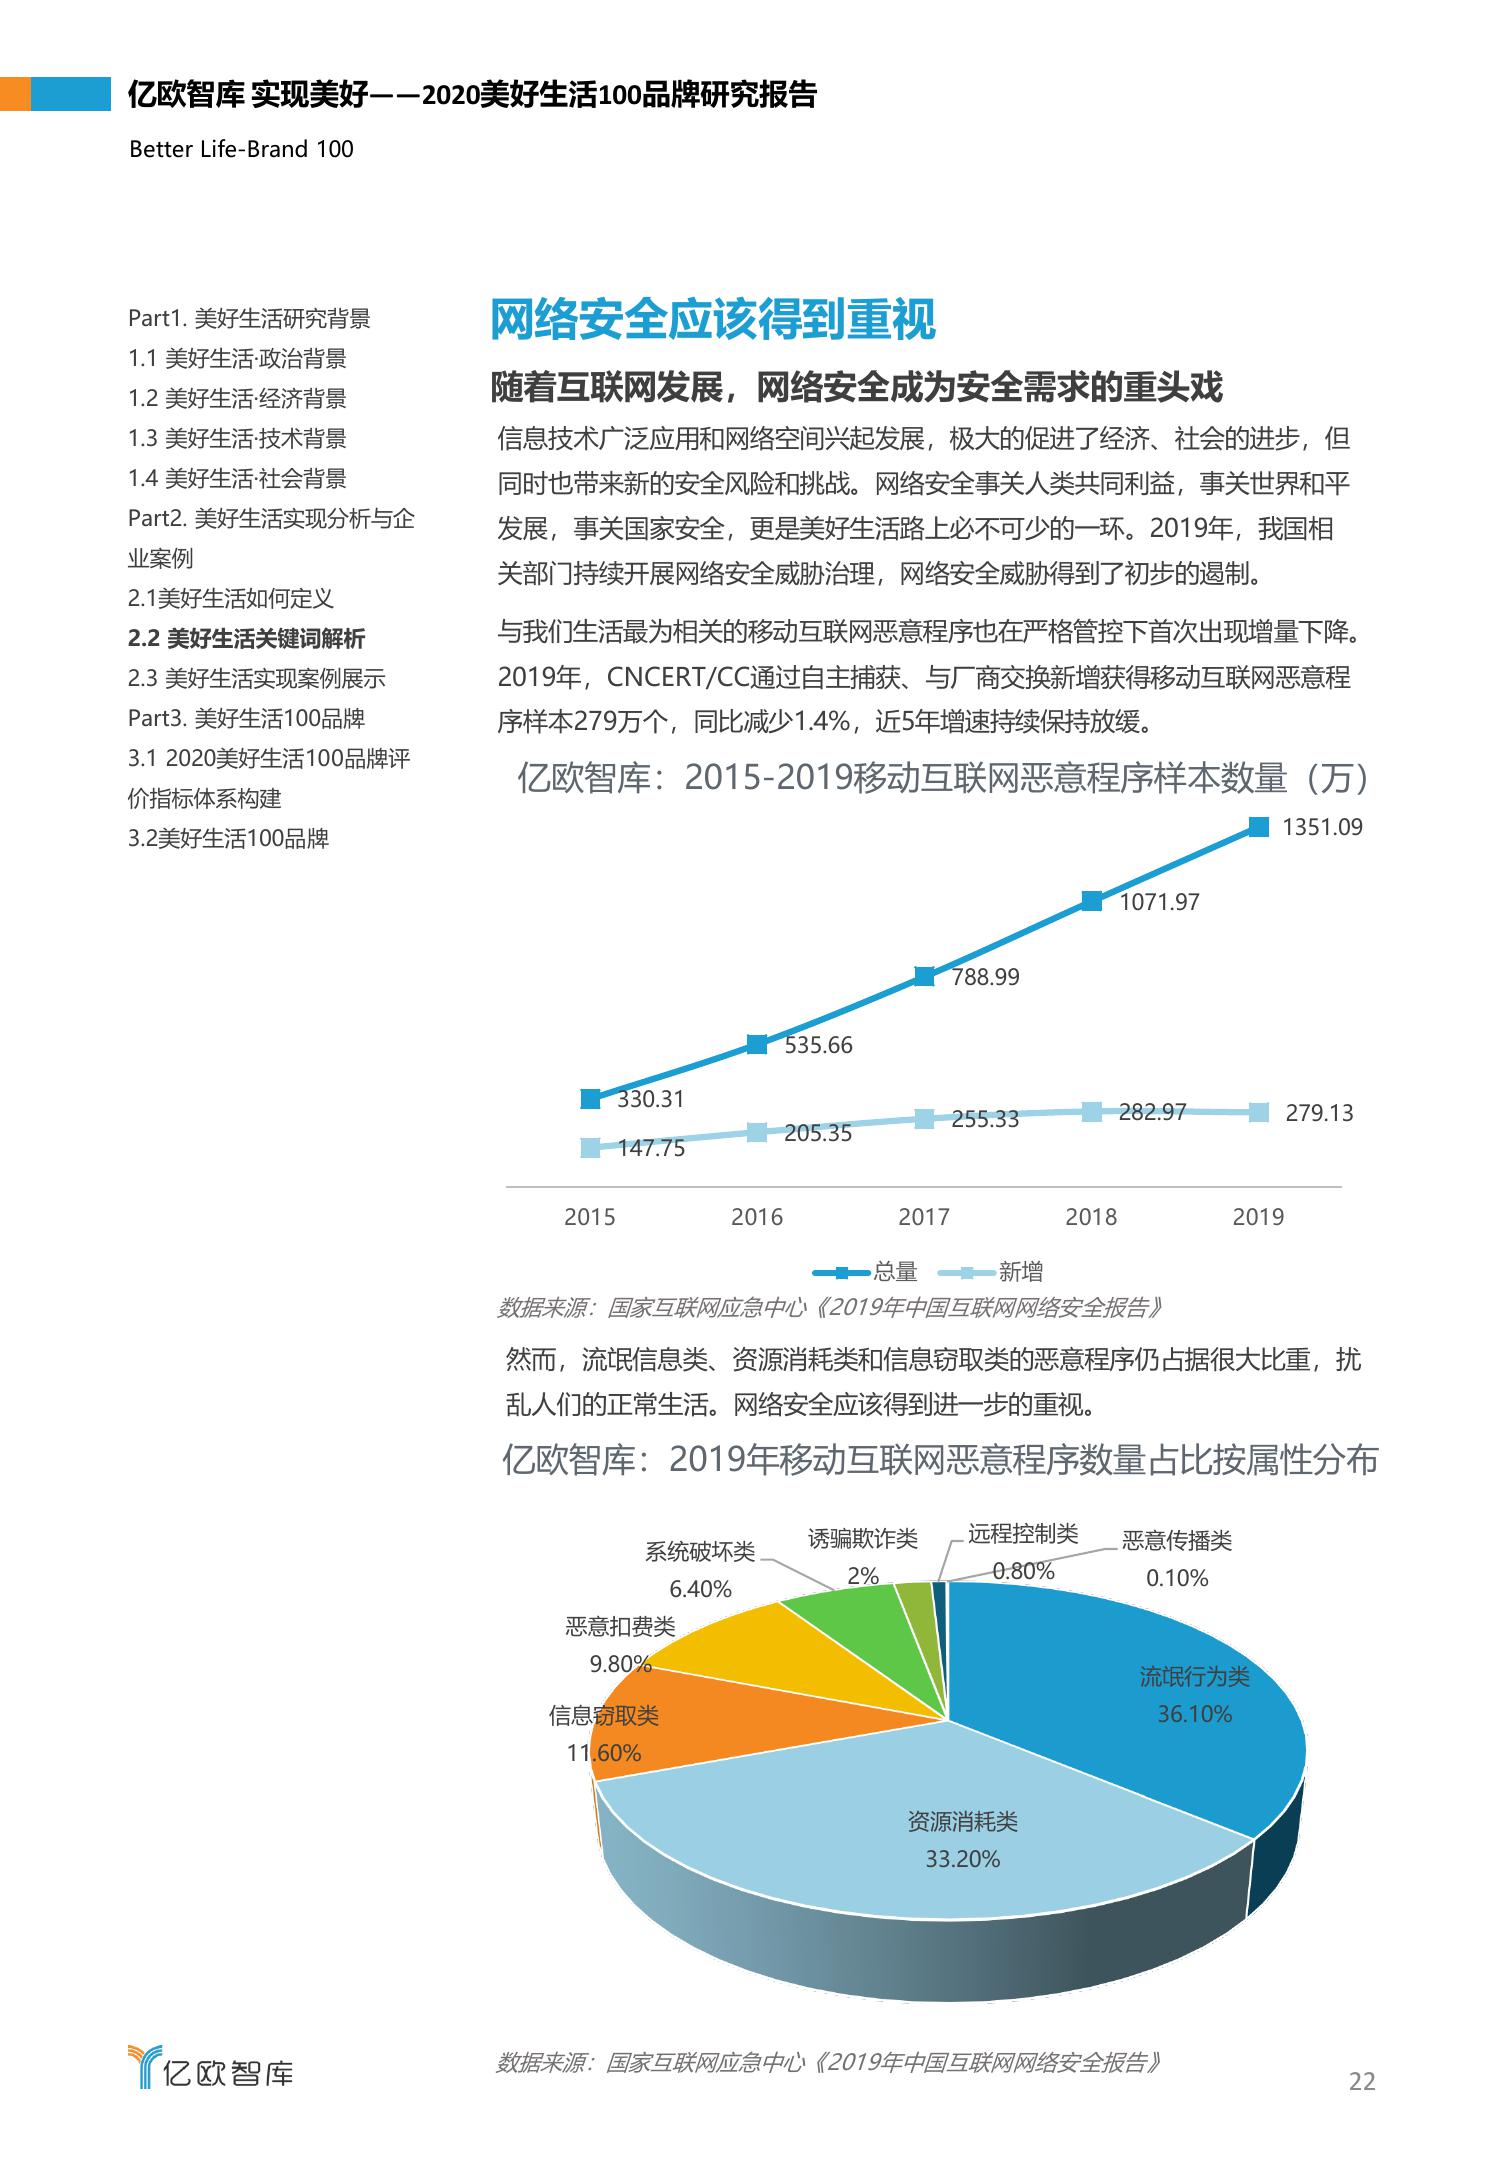 亿欧智库 实现美好——2020美好生活100品牌研究报告
Better Life-Brand 100
Part1. 美好生活研究背景
1.1 美好生活·政治背景
1.2 美好生活·经济背景
1.3 美好生活·技术背景
1.4 美好生活·社会背景
Part2. 美好生活实现分析与企
业案例
2.1美好生活如何定义
2.2 美好生活关键词解析
2.3 美好生活实现案例展示
Part3. 美好生活100品牌
3.1 2020美好生活100品牌评
价指标体系构建
3.2美好生活100品牌
网络安全应该得到重视
随着互联网发展，网络安全成为安全需求的重头戏
信息技术广泛应用和网络空间兴起发展，极大的促进了经济、社会的进步，但
同时也带来新的安全风险和挑战。网络安全事关人类共同利益，事关世界和平
发展，事关国家安全，更是美好生活路上必不可少的一环。2019年，我国相
关部门持续开展网络安全威胁治理，网络安全威胁得到了初步的遏制。
与我们生活最为相关的移动互联网恶意程序也在严格管控下首次出现增量下降。
2019年，CNCERT/CC通过自主捕获、与厂商交换新增获得移动互联网恶意程
序样本279万个，同比减少1.4%，近5年增速持续保持放缓。
亿欧智库：2015-2019移动互联网恶意程序样本数量（万）
1351.09
1071.97
788.99
535.66
330.31
147.75
205.35
255.33
282.97
279.13
2015 2016 2017 2018 2019
总量 新增
数据来源：国家互联网应急中心《2019年中国互联网网络安全报告》
然而，流氓信息类、资源消耗类和信息窃取类的恶意程序仍占据很大比重，扰
乱人们的正常生活。网络安全应该得到进一步的重视。
亿欧智库：2019年移动互联网恶意程序数量占比按属性分布
系统破坏类
6.40%
诱骗欺诈类
2%
远程控制类
0.80%
恶意传播类
0.10%
恶意扣费类
9.80%
流氓行为类
36.10%
信息窃取类
11.60%
资源消耗类
33.20%
亿欧智库
数据来源：国家互联网应急中心《2019年中国互联网网络安全报告》
22